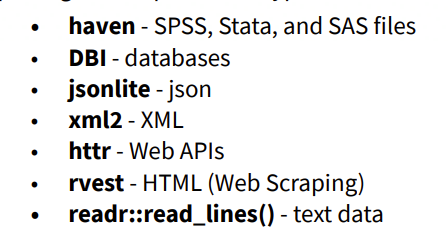 • haven - SPSS, Stata, and SAS files
• DBI - databases
• jsonlite - json
• xml2 - XML
• httr - Web APIs
• rvest - HTML (Web Scraping)
• readr::read_lines() - text data